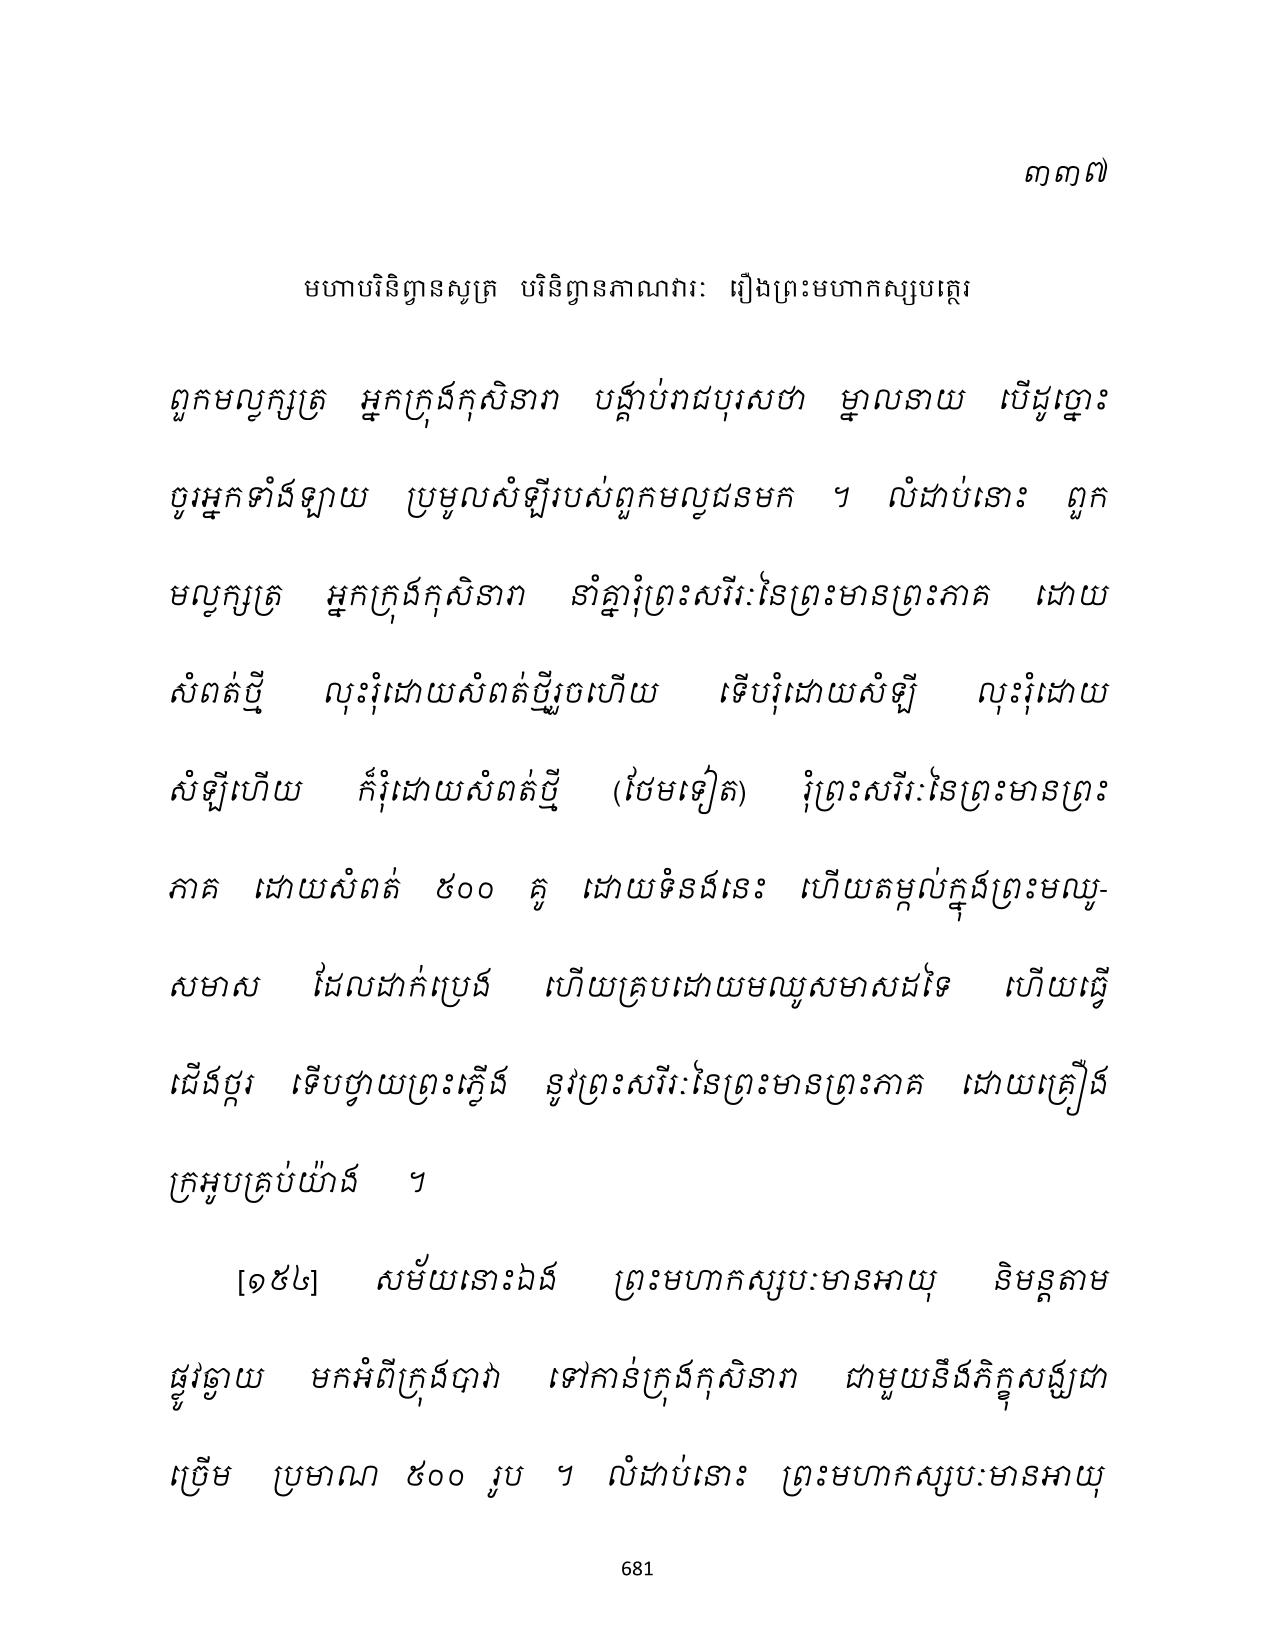 ៣៣៧
មហាបរិនិព្វានសូត្រ បរិនិព្វានភាណវារៈ រឿងព្រះមហាកស្សបត្ថេរ
ពួកមល្លក្សត្រ អ្នកក្រុងកុសិនារា បង្គាប់រាជបុរសថា ម្នាលនាយ បើដូច្នោះ
ចូរអ្នកទាំងឡាយ ប្រមូលសំឡីរបស់ពួកមល្លជនមក ។ លំដាប់នោះ ពួក
មល្លក្សត្រ អ្នកក្រុងកុសិនារា នាំគ្នារុំព្រះសរីរៈនៃព្រះមានព្រះភាគ ដោយ
សំពត់ថ្មី លុះរុំដោយសំពត់ថ្មីរួចហើយ ទើបរុំដោយសំឡី លុះរុំដោយ
សំឡីហើយ ក៏រុំដោយសំពត់ថ្មី (ថែមទៀត) រុំព្រះសរីរៈនៃព្រះមានព្រះ
ភាគ ដោយសំពត់ ៥០០ គូ ដោយទំនងនេះ ហើយតម្កល់ក្នុងព្រះមឈូ-
សមាស ដែលដាក់ប្រេង ហើយគ្របដោយមឈូសមាសដទៃ ហើយធ្វើ
ជើងថ្ករ ទើបថ្វាយព្រះភ្លើង នូវព្រះសរីរៈនៃព្រះមានព្រះភាគ ដោយគ្រឿង
ក្រអូបគ្រប់យ៉ាង ។
[១៥៤] សម័យនោះឯង ព្រះមហាកស្សបៈមានអាយុ និមន្តតាម
ផ្លូវឆ្ងាយ មកអំពីក្រុងបាវា ទៅកាន់ក្រុងកុសិនារា ជាមួយនឹងភិក្ខុសង្ឃជា
ច្រើម ប្រមាណ ៥០០ រូប ។ លំដាប់នោះ ព្រះមហាកស្សបៈមានអាយុ
681